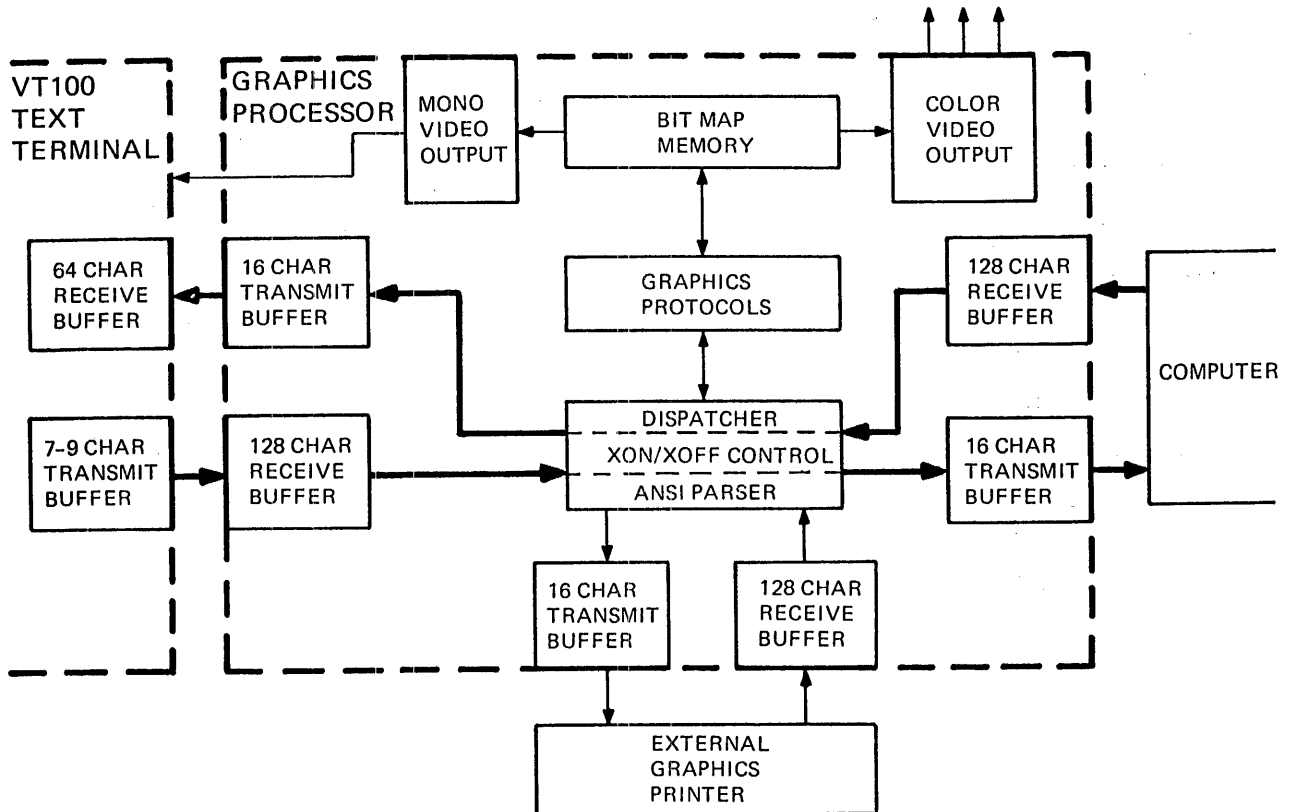 VT100
TEXT
TERMINAL
GRAPHICS
PROCESSOR
MONO
VIDEO
OUTPUT
BIT MAP
MEMORY
COLOR
VIDEO
OUTPUT
64 CHAR
RECEIVE
BUFFER
16 CHAR
TRANSMIT
BUFFER
GRAPHICS
PROTOCOLS
128 CHAR
RECEIVE
BUFFER
COMPUTER
7-9 CHAR
TRANSMIT
BUFFER
128 CHAR
RECEIVE
BUFFER
DISPATCHER
XON/XOFF CONTROL
ANSI PARSER
16 CHAR
TRANSMIT
BUFFER
16 CHAR
TRANSMIT
BUFFER
128 CHAR
RECEIVE
BUFFER
EXTERNAL
GRAPHICS
PRINTER